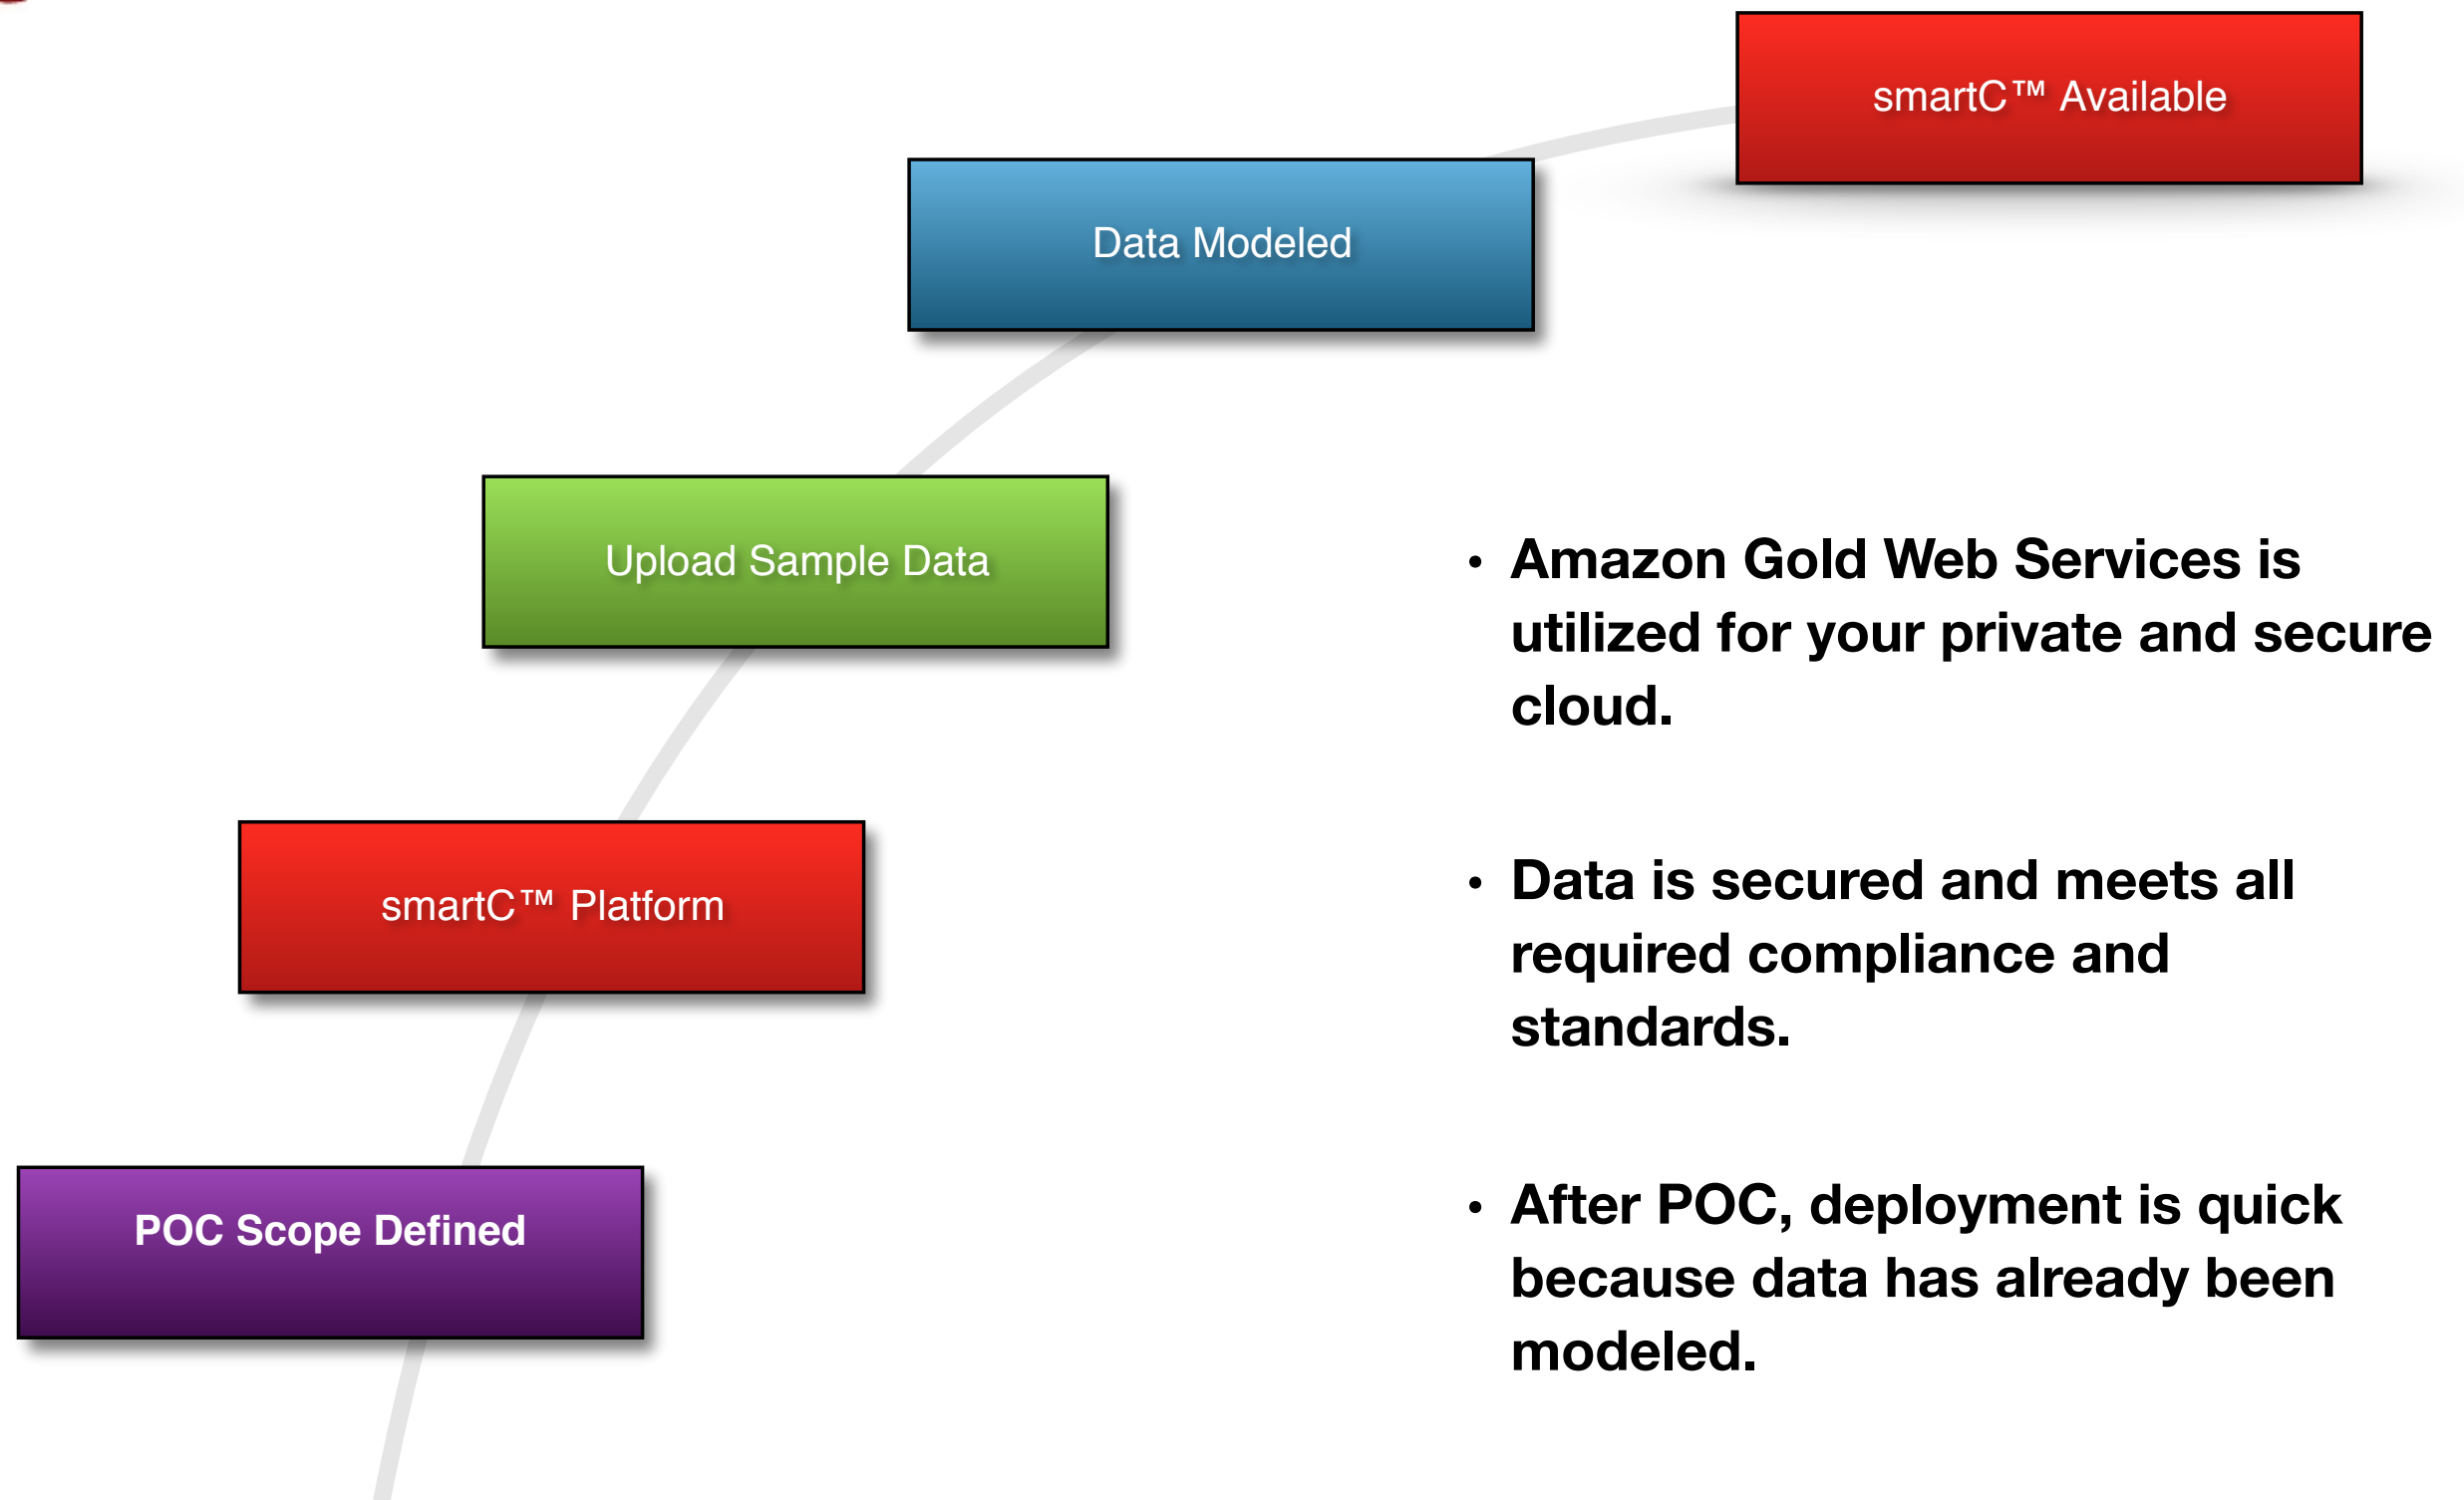 smartC™ Available
Data Modeled
Upload Sample Data
smartC™ Platform
POC Scope Defined
• Amazon Gold Web Services is
utilized for your private and secure
cloud.
• Data is secured and meets all
required compliance and
standards.
• After POC, deployment is quick
because data has already been
modeled.